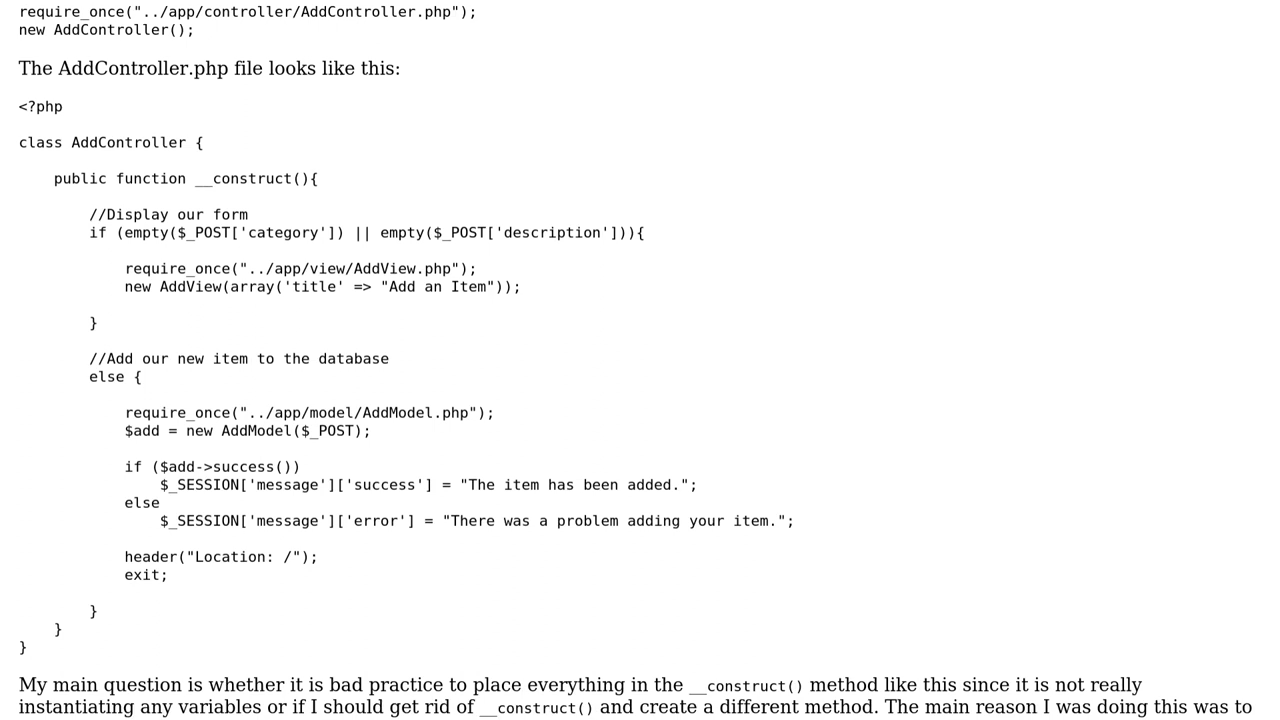 require_once("../app/controller/AddController.php");
new AddController();
The AddController.php file looks like this:
<?php
class AddController {
public function __construct(){
//Display our form
if (empty($_POST['category']) || empty($_POST['description'])){
require_once("../app/view/AddView.php");
new AddView(array('title' => "Add an Item"));
}
//Add our new item to the database
else {
require_once("../app/model/AddModel.php");
$add = new AddModel($_POST);
if ($add->success())
$_SESSION['message']['success'] = "The item has been added.";
else
$_SESSION['message']['error'] = "There was a problem adding your item.";
header("Location: /");
exit;
}
}
}
My main question is whether it is bad practice to place everything in the __construct() method like this since it is not really
instantiating any variables or if I should get rid of __construct() and create a different method. The main reason I was doing this was to